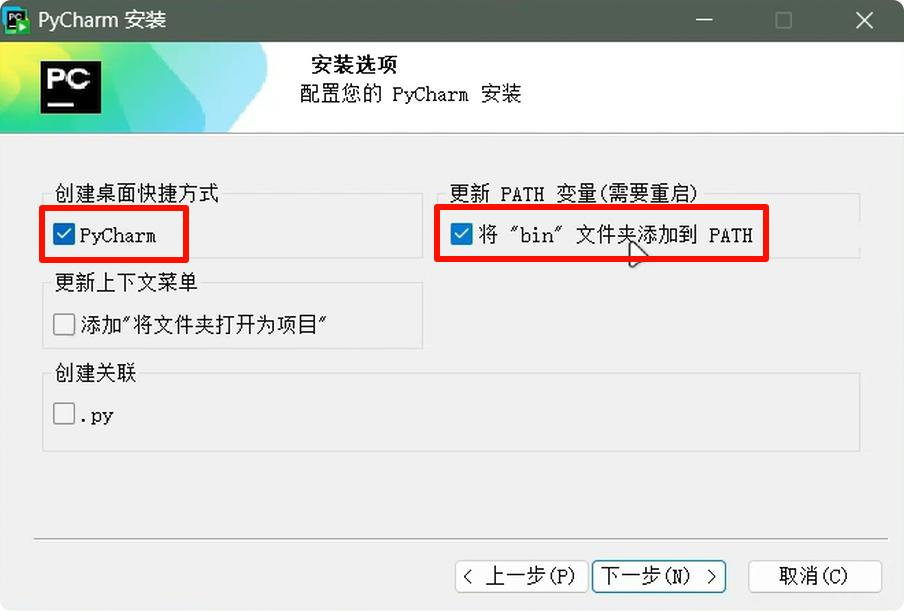 PyCharm 安装
PC
安装选项
配置您的 PyCharm 安装
创建桌面快捷方式
PyCharm
更新 PATH 变量(需要重启)
将 "bin" 文件夹添加到 PATH
更新上下文菜单
添加"将文件夹打开为项目"
创建关联
.py
< 上一步(P)
下一步(N) >
取消(C)